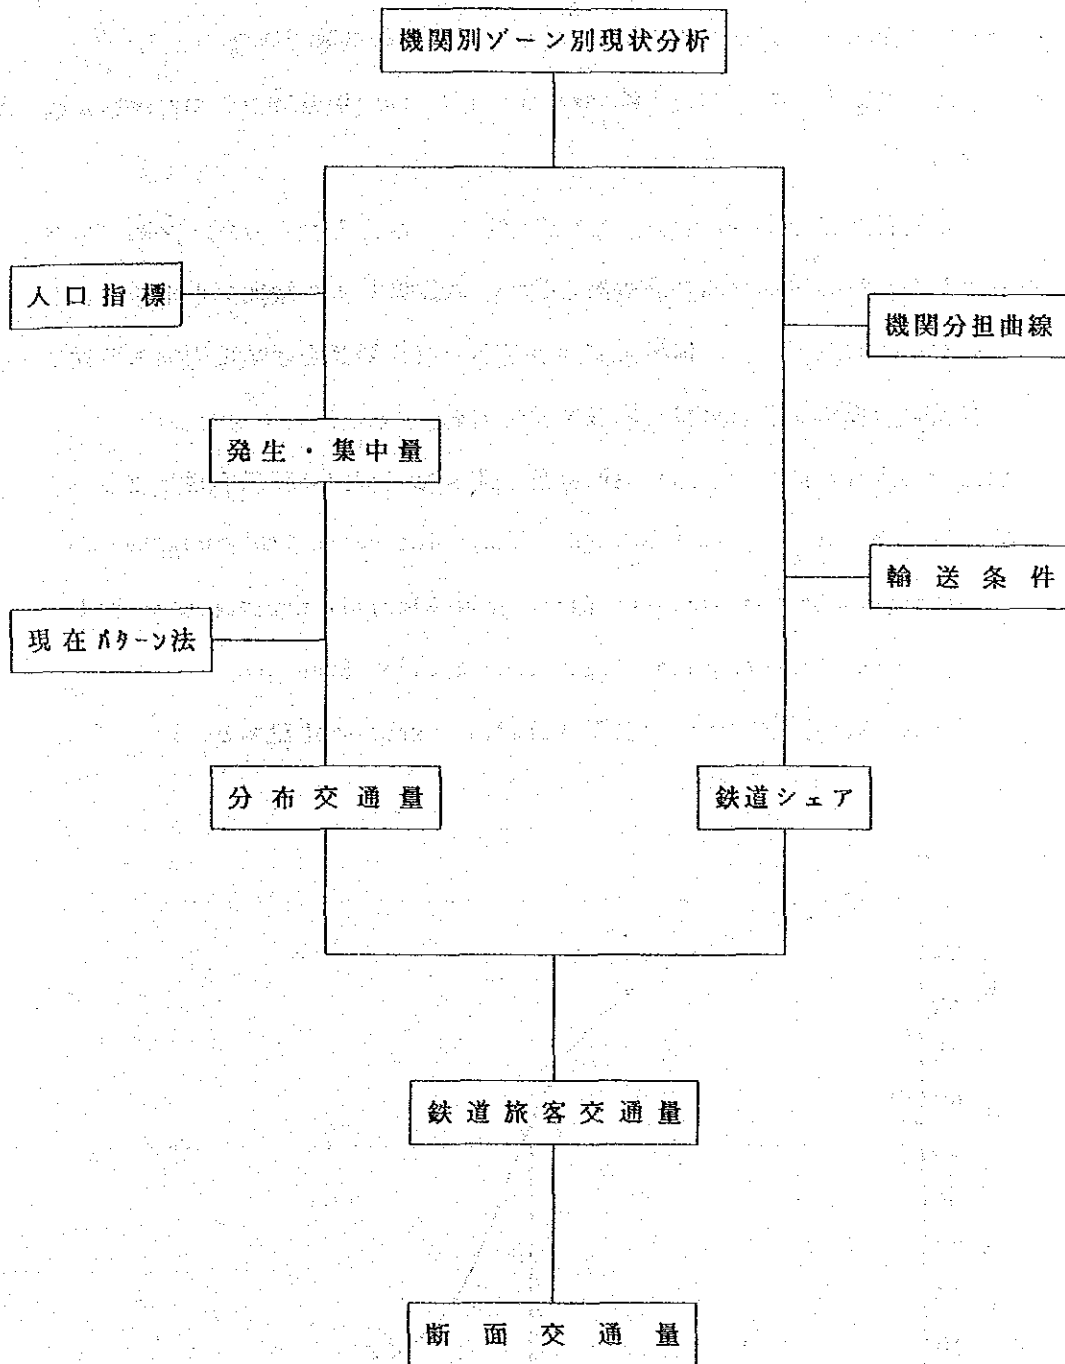 機関別ゾーン別現状分析
人口指標
機関分担曲線
発生・集中量
輸送条件
現在パターン法
分布交通量
鉄道シェア
鉄道旅客交通量
断面交通量